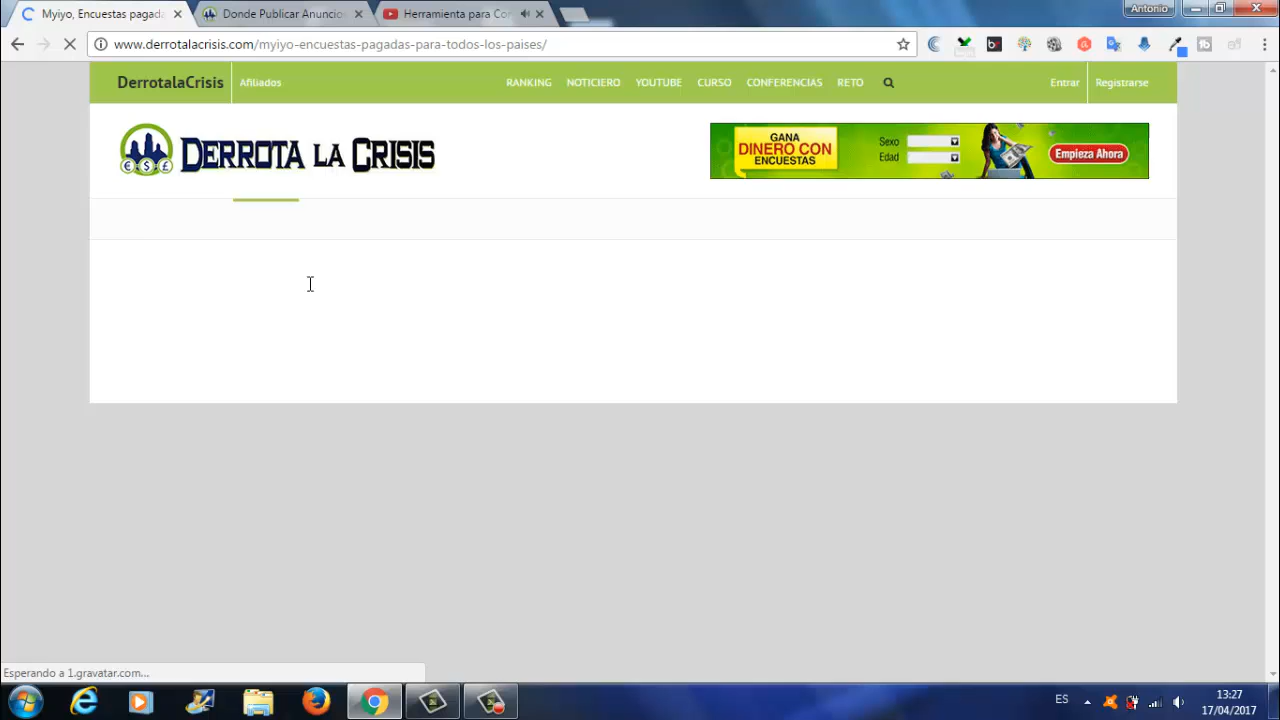 Antonio
Myiyo, Encuestas pagada
Donde Publicar Anuncio
Herramienta para Co
www.derrotalacrisis.com/myiyo-encuestas-pagadas-para-todos-los-paises/
DerrotalaCrisis
Afiliados
RANKING
NOTICIERO
YOUTUBE
CURSO
CONFERENCIAS
RETO
Entrar
Registrarse
DERROTA LA CRISIS
GANA
DINERO CON
ENCUESTAS
Sexo
Edad
Empieza Ahora
Esperando a 1.gravatar.com...
ES
13:27
17/04/2017